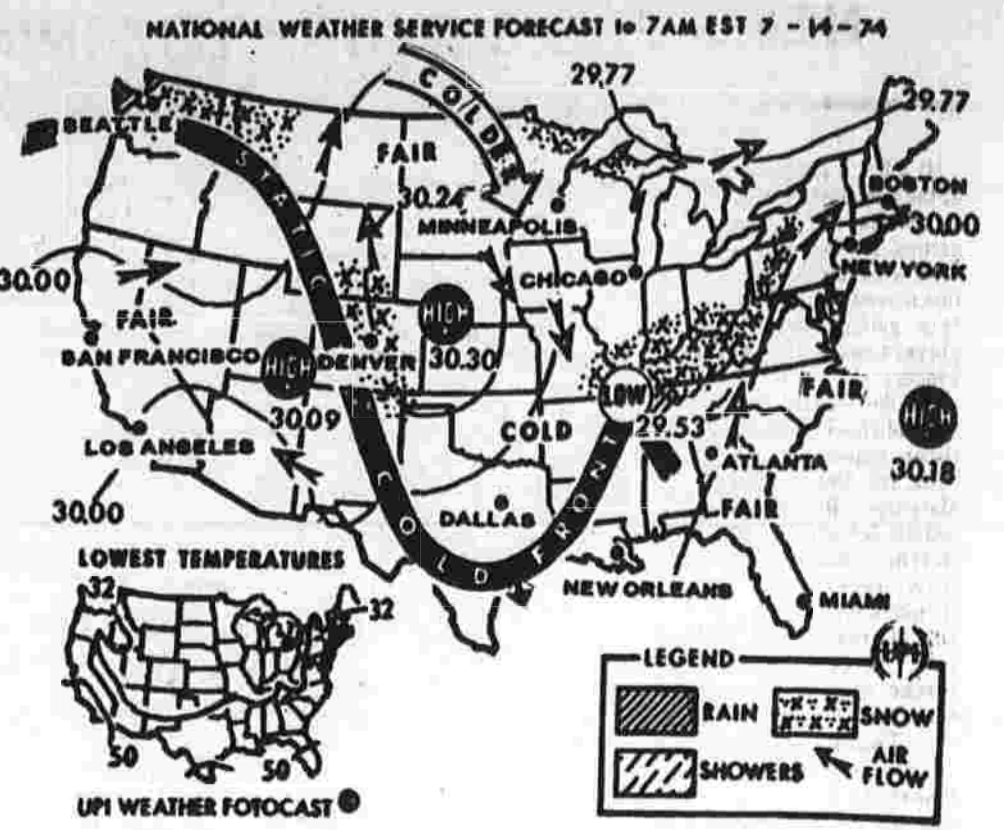 NATIONAL WEATHER SERVICE FORECAST to 7AM EST 7 - 14 - 74
COLDER
29.77
29.77
SEATTLE
FAIR
30.24
MINNEAPOLIS
BOSTON
30.00
STATIC
CHICAGO
NEW YORK
30.00
FAIR
SAN FRANCISCO
HIGH
DENVER
HIGH
30.30
30.09
LOW
29.53
FAIR
HIGH
30.18
COLD
LOS ANGELES
ATLANTA
30.00
COLD FRONT
DALLAS
FAIR
NEW ORLEANS
MIAMI
LOWEST TEMPERATURES
32
32
50
50
UPI WEATHER FOTOCAST
UPI
LEGEND
RAIN
SNOW
SHOWERS
AIR
FLOW